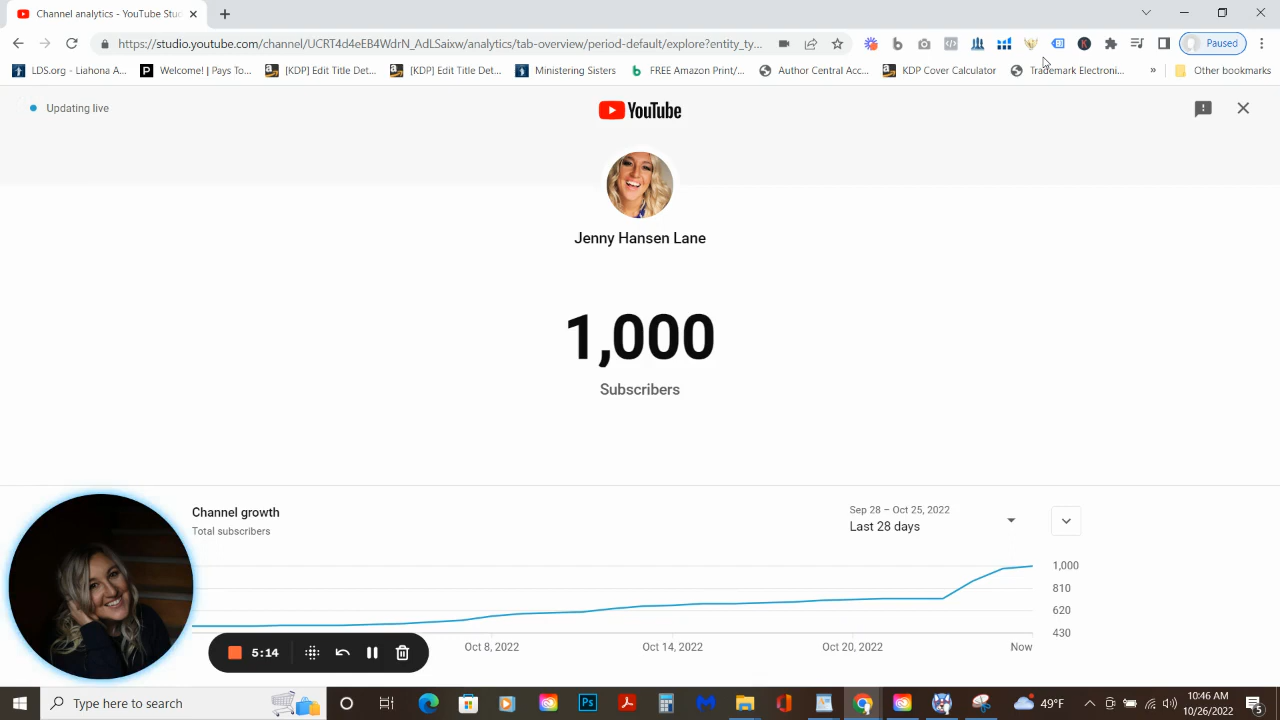 Channel analytics - YouTube Stu
https://studio.youtube.com/channel/UCRT4d4sEB4WdrN_AdLSaixw/analytics/tab-overview/period-default/explore?entity_ty...
Paused
LDS.org - Liahona A...
Welcome! | Pays To...
[KDP] Edit Title Det...
[KDP] Edit Title Det...
Ministering Sisters
FREE Amazon Print/...
Author Central Acc...
KDP Cover Calculator
Trademark Electroni...
»
Other bookmarks
Updating live
YouTube
Jenny Hansen Lane
1,000
Subscribers
Channel growth
Total subscribers
Sep 28 – Oct 25, 2022
Last 28 days
1,000
810
620
430
Oct 8, 2022
Oct 14, 2022
Oct 20, 2022
Now
5:14
Type here to search
Ps
49°F
10:46 AM
10/26/2022
5